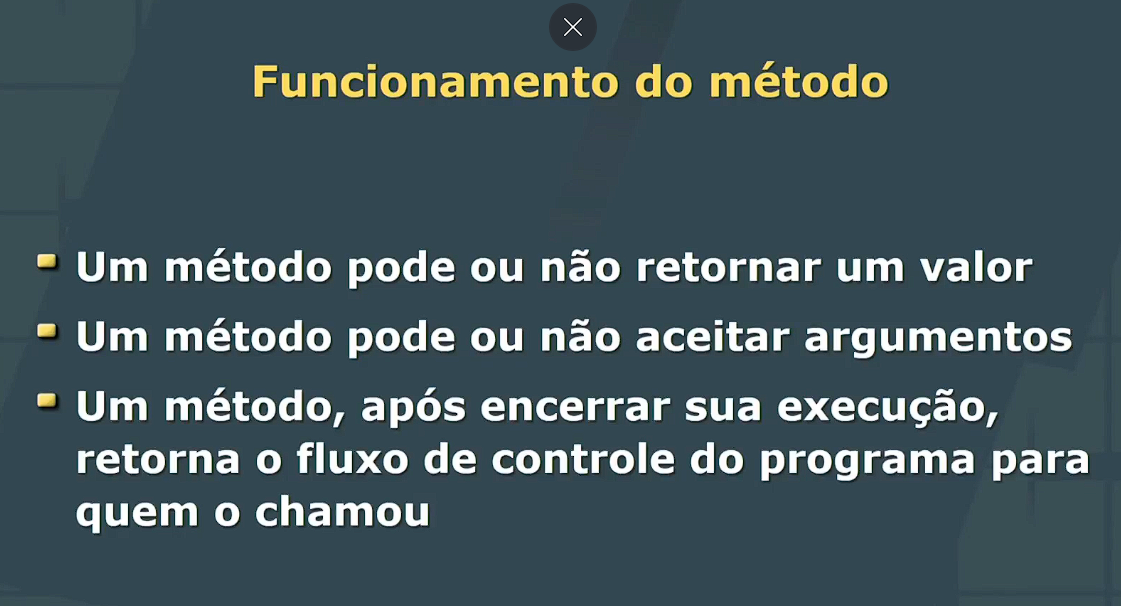 Funcionamento do método
Um método pode ou não retornar um valor
Um método pode ou não aceitar argumentos
Um método, após encerrar sua execução,
retorna o fluxo de controle do programa para
quem o chamou